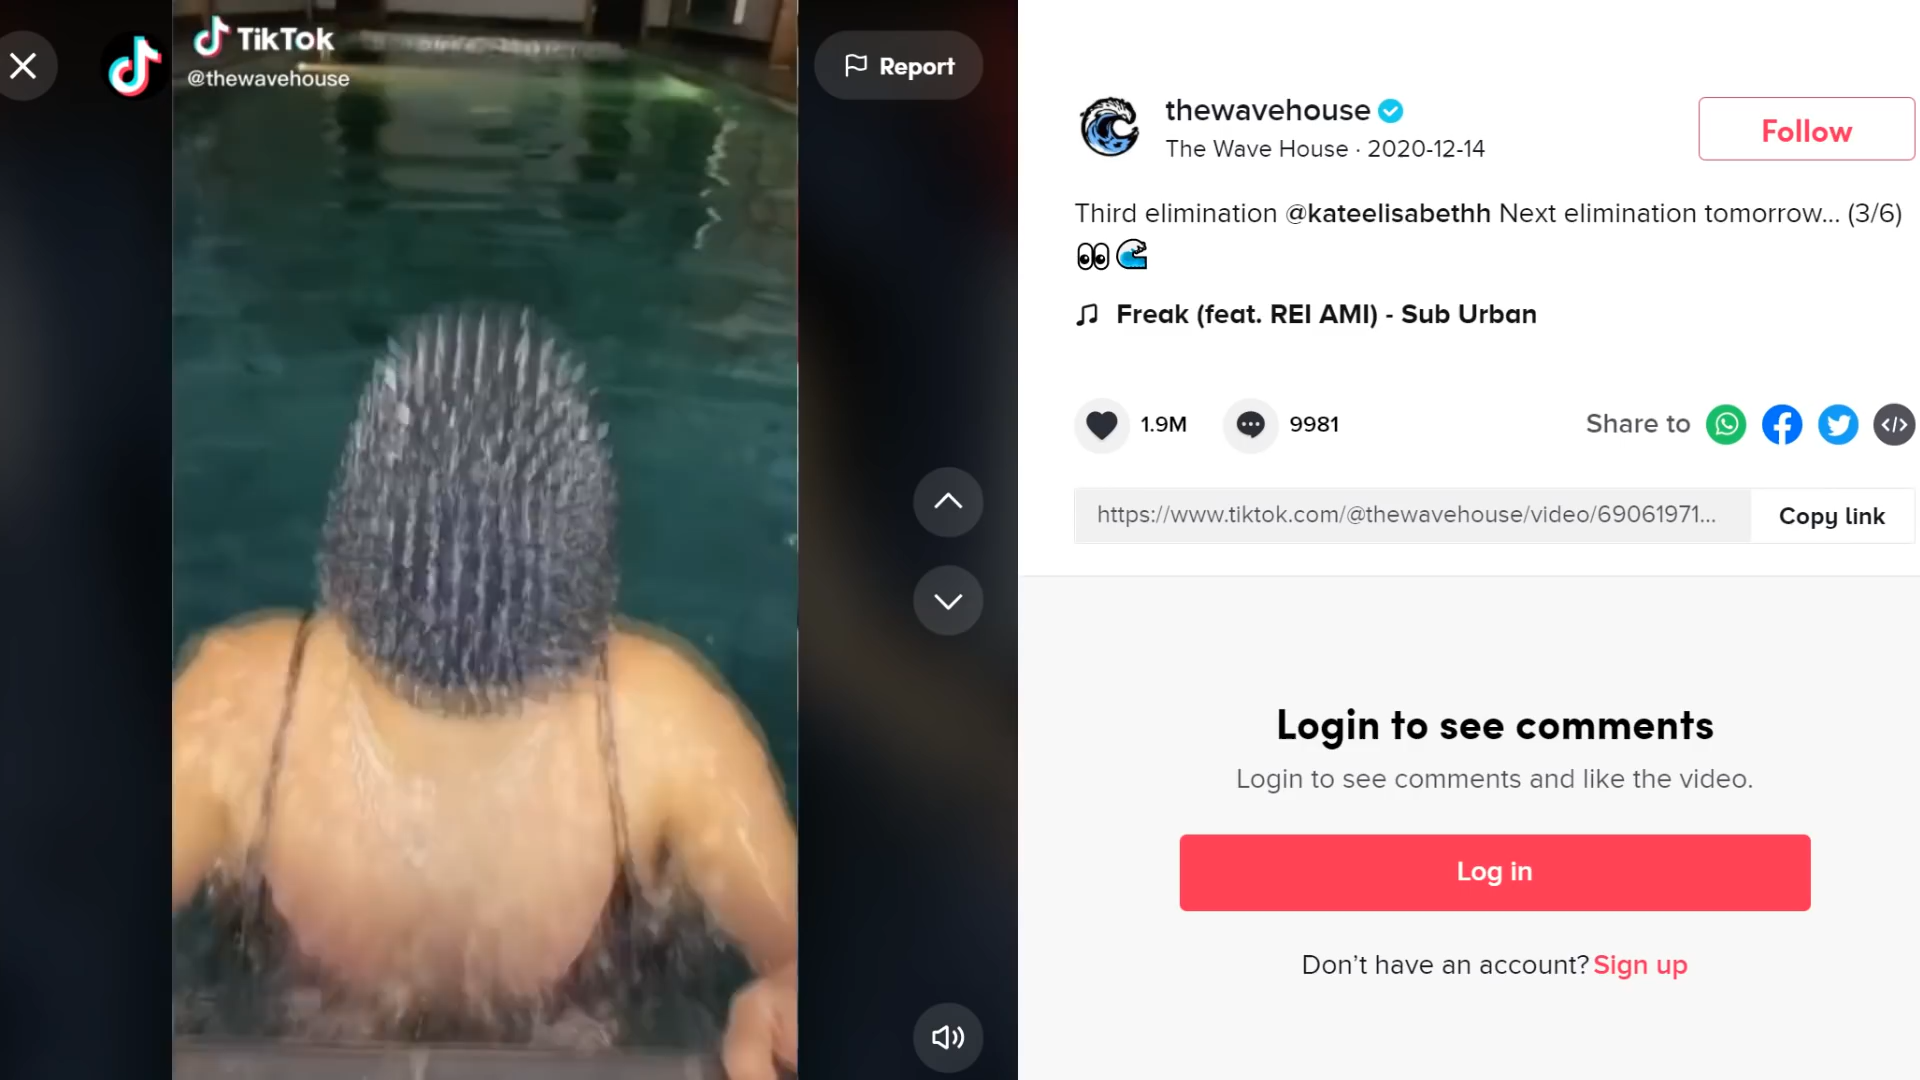 TikTok
@thewavehouse
Report
thewavehouse
The Wave House · 2020-12-14
Follow
Third elimination @kateelisabethh Next elimination tomorrow... (3/6)
👀🌊
Freak (feat. REI AMI) - Sub Urban
1.9M
9981
Share to
https://www.tiktok.com/@thewavehouse/video/69061971...
Copy link
Login to see comments
Login to see comments and like the video.
Log in
Don't have an account? Sign up